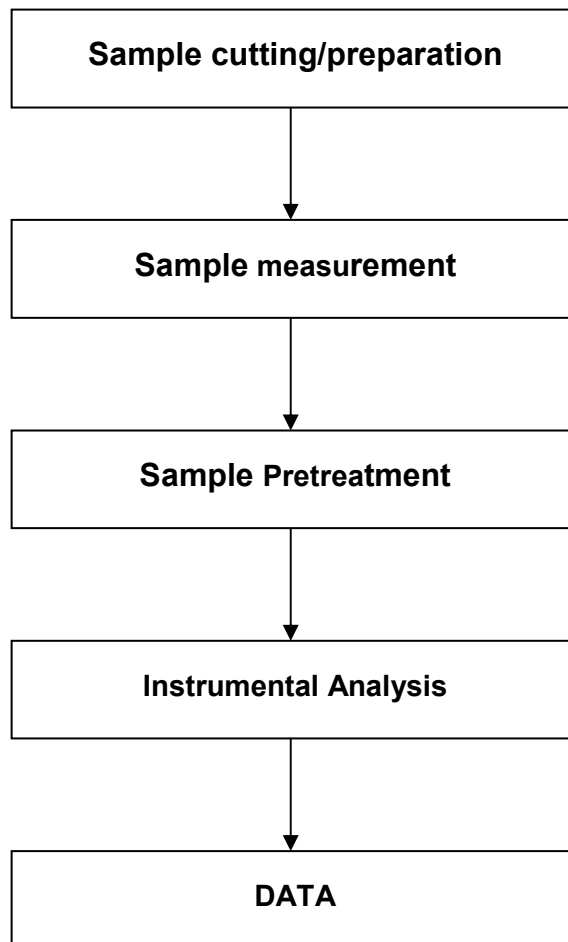 Sample cutting/preparation
Sample measurement
Sample Pretreatment
Instrumental Analysis
DATA